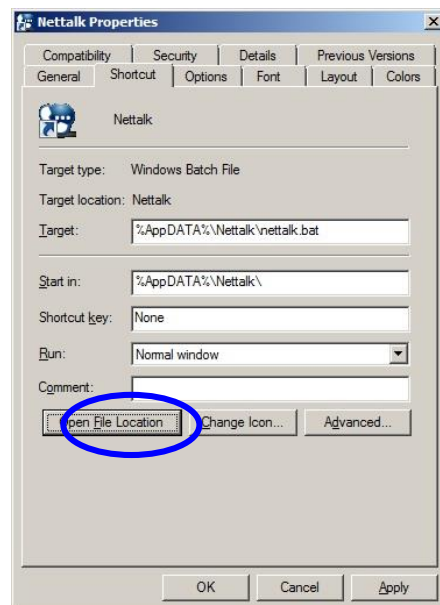 Nettalk Properties
Compatibility Security Details Previous Versions
General Shortcut Options Font Layout Colors
Nettalk
Target type: Windows Batch File
Target location: Nettalk
Target: %AppDATA%\Nettalk\nettalk.bat
Start in: %AppDATA%\Nettalk\
Shortcut key: None
Run: Normal window
Comment:
Open File Location Change Icon... Advanced...
OK Cancel Apply